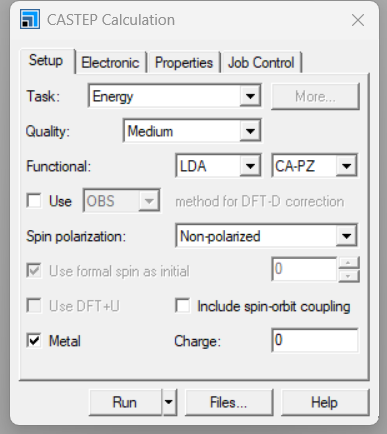 CASTEP Calculation
Setup Electronic Properties Job Control
Task: Energy More...
Quality: Medium
Functional: LDA CA-PZ
Use OBS method for DFT-D correction
Spin polarization: Non-polarized
Use formal spin as initial 0
Use DFT+U Include spin-orbit coupling
Metal Charge: 0
Run Files... Help